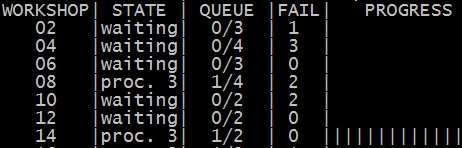 WORKSHOP| STATE | QUEUE |FAIL| PROGRESS
02 |waiting| 0/3 | 1 |
04 |waiting| 0/4 | 3 |
06 |waiting| 0/3 | 0 |
08 |proc. 3| 1/4 | 2 |
10 |waiting| 0/2 | 2 |
12 |waiting| 0/2 | 0 |
14 |proc. 3| 1/2 | 0 |||||||||||||